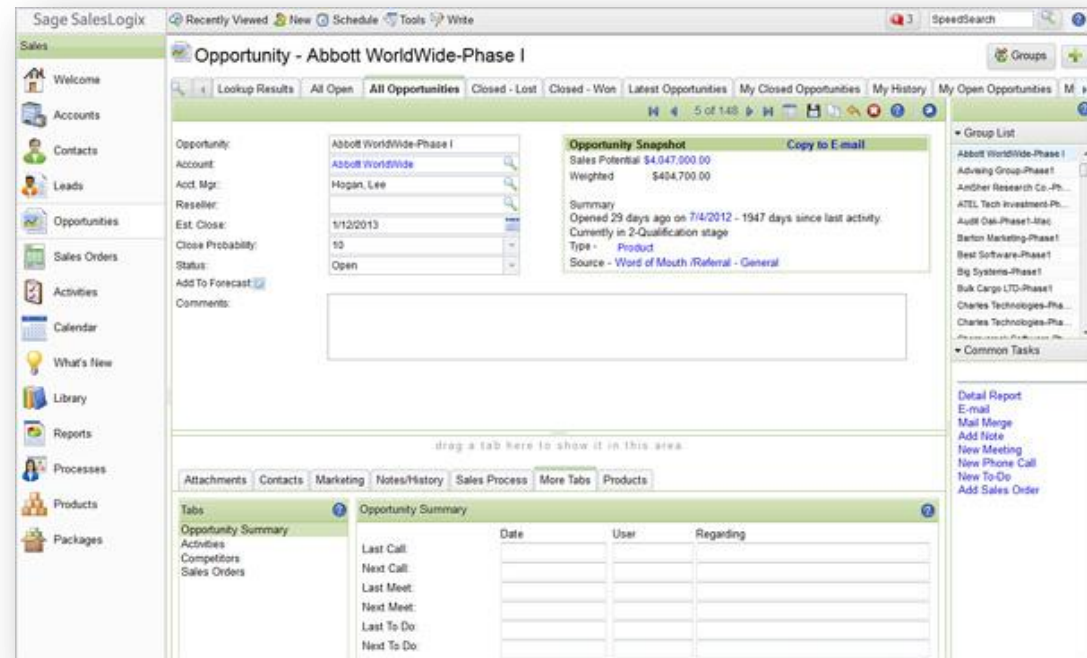 Sage SalesLogix
Recently Viewed New Schedule Tools Write
3 SpeedSearch
Sales
Welcome
Accounts
Contacts
Leads
Opportunities
Sales Orders
Activities
Calendar
What's New
Library
Reports
Processes
Products
Packages
Opportunity - Abbott WorldWide-Phase I
Groups
Lookup Results All Open All Opportunities Closed - Lost Closed - Won Latest Opportunities My Closed Opportunities My History My Open Opportunities M
5 of 148
Opportunity: Abbott WorldWide-Phase I
Account: Abbott WorldWide
Acct. Mgr.: Hogan, Lee
Reseller:
Est. Close: 1/12/2013
Close Probability: 10
Status: Open
Add To Forecast:
Comments:
Opportunity Snapshot Copy to E-mail
Sales Potential $4,047,000.00
Weighted $404,700.00
Summary
Opened 29 days ago on 7/4/2012 - 1947 days since last activity.
Currently in 2-Qualification stage
Type - Product
Source - Word of Mouth /Referral - General
Group List
Abbott WorldWide-Phase I
Advising Group-Phase1
AmSher Research Co.-Ph...
ATEL Tech Investment-Ph...
Audit Oak-Phase1-Mac
Barton Marketing-Phase1
Best Software-Phase1
Big Systems-Phase1
Bulk Cargo LTD-Phase1
Charles Technologies-Pha...
Charles Technologies-Pha...
Common Tasks
Detail Report
E-mail
Mail Merge
Add Note
New Meeting
New Phone Call
New To-Do
Add Sales Order
drag a tab here to show it in this area
Attachments Contacts Marketing Notes/History Sales Process More Tabs Products
Tabs
Opportunity Summary
Activities
Competitors
Sales Orders
Opportunity Summary
Date User Regarding
Last Call:
Next Call:
Last Meet:
Next Meet:
Last To Do:
Next To Do: